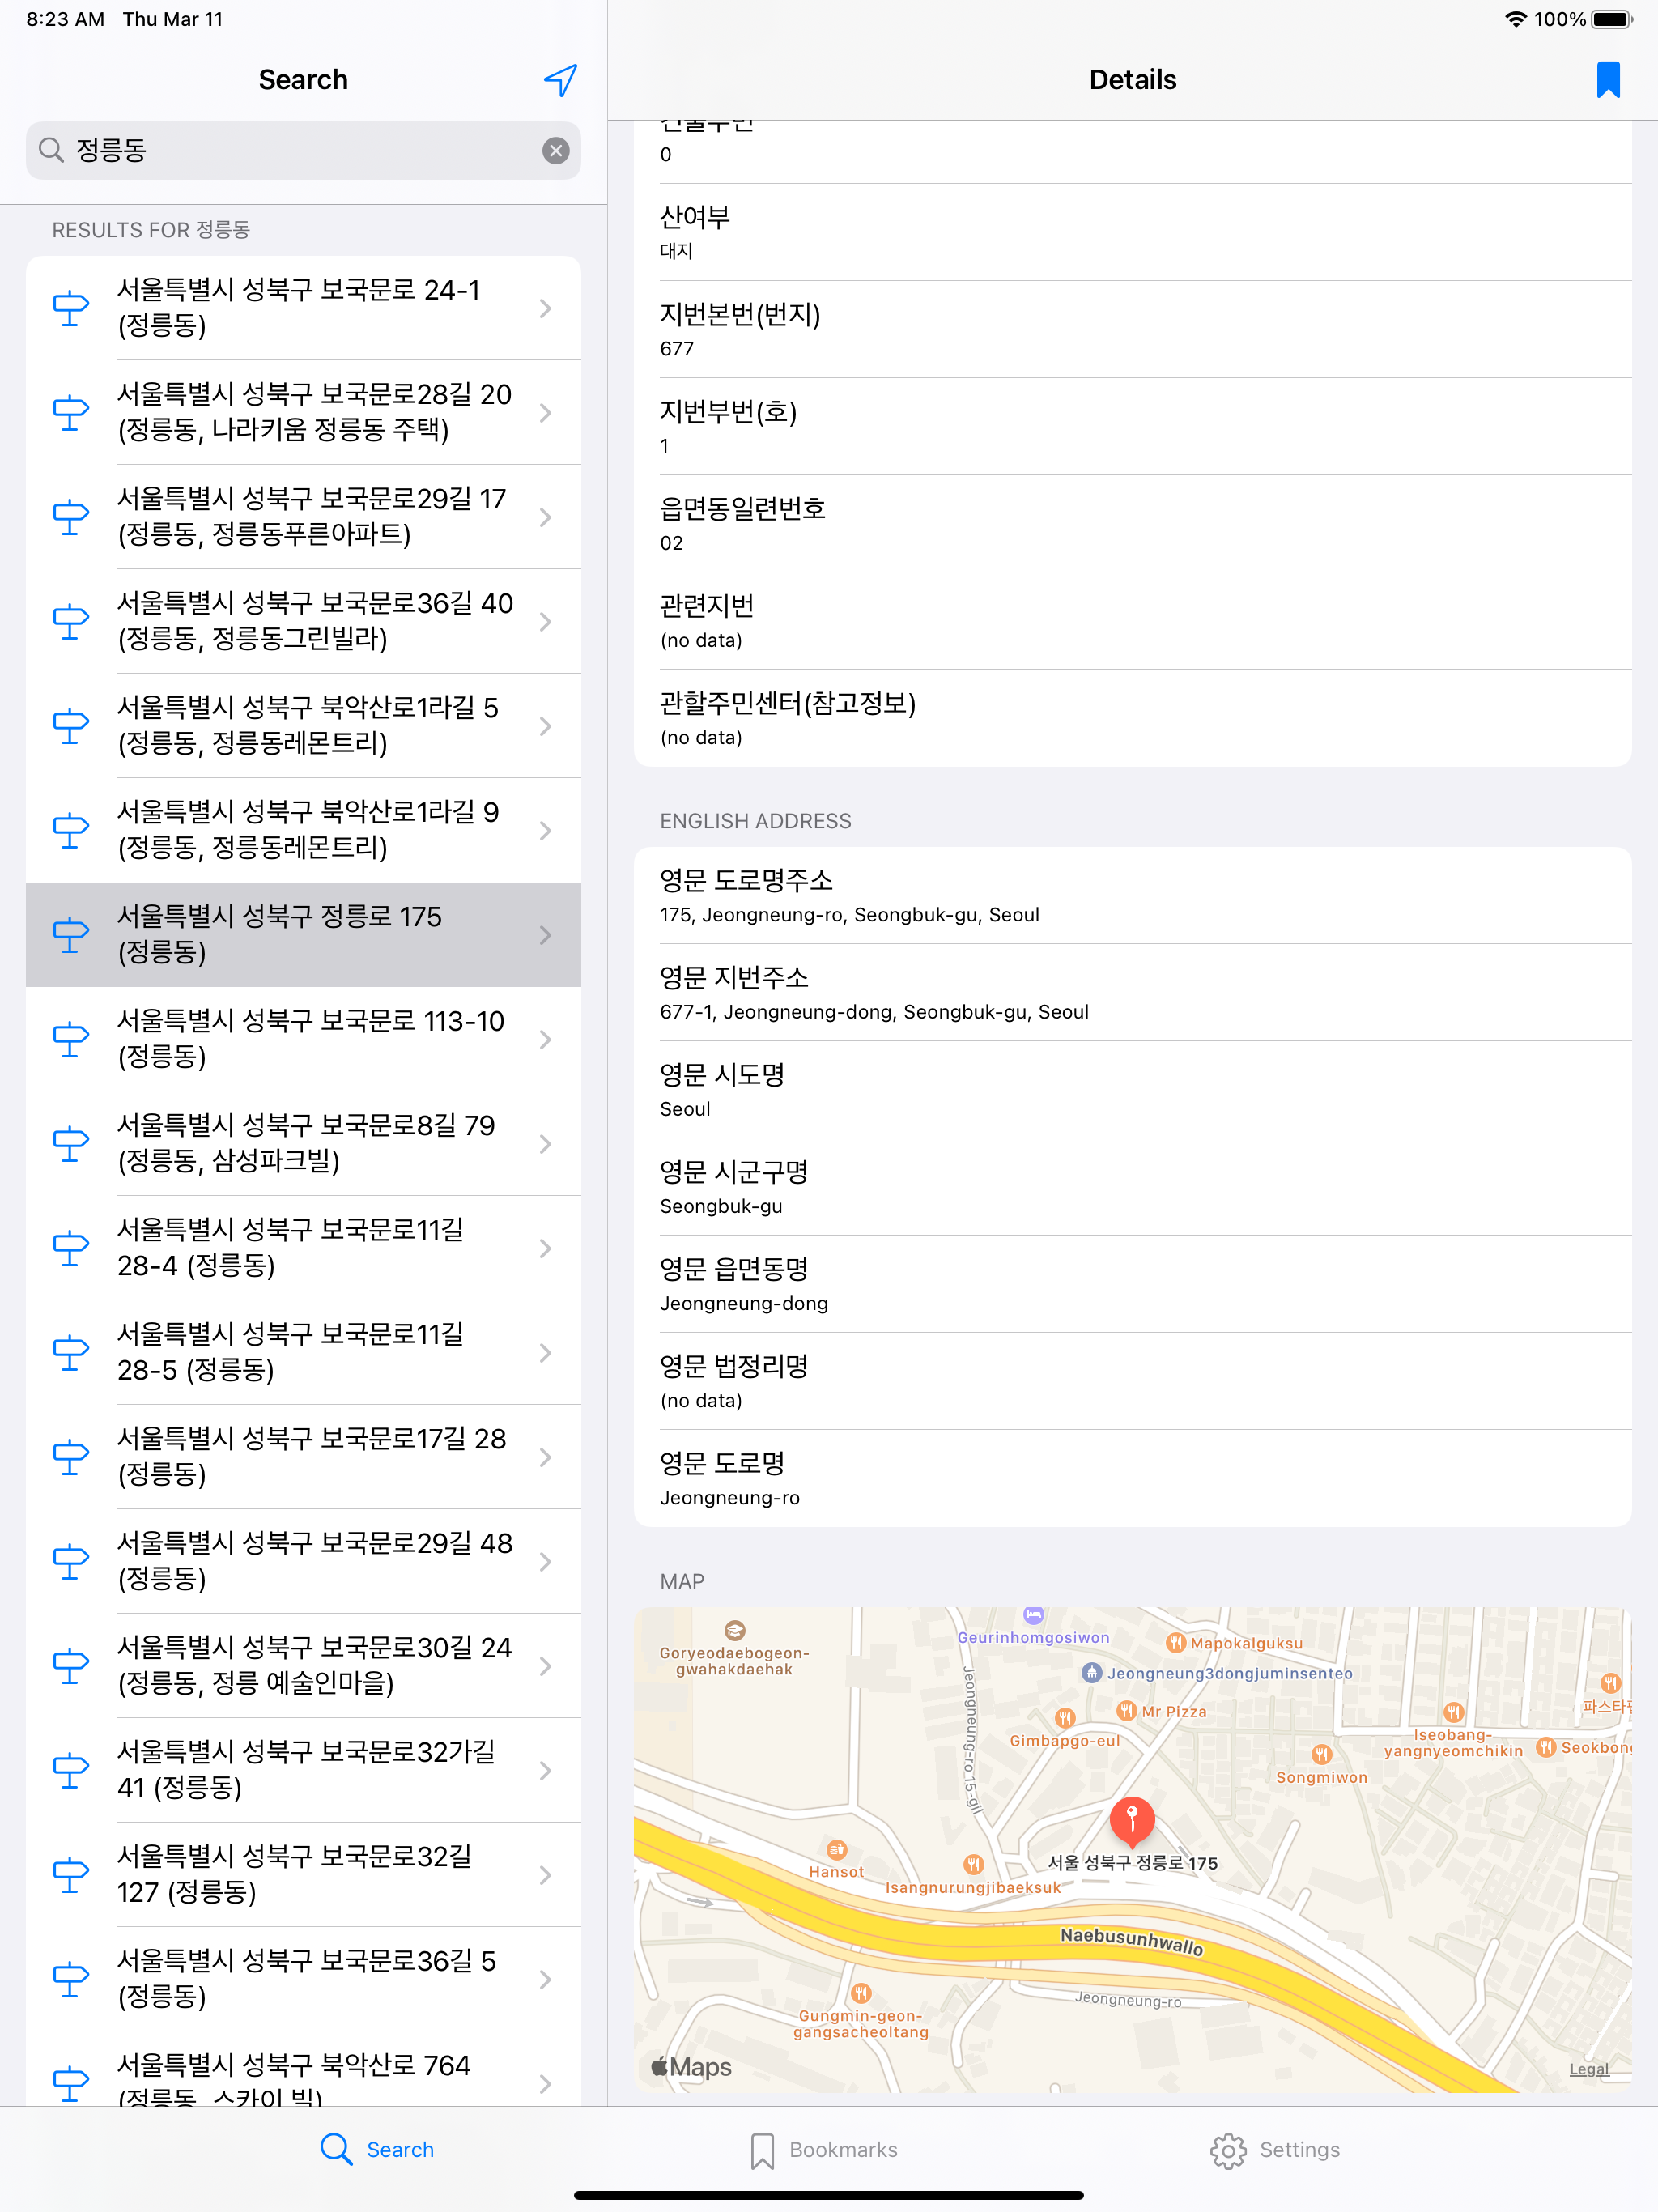 8:23 AM Thu Mar 11
100%
Search
정릉동
RESULTS FOR 정릉동
서울특별시 성북구 보국문로 24-1
(정릉동)
서울특별시 성북구 보국문로28길 20
(정릉동, 나라키움 정릉동 주택)
서울특별시 성북구 보국문로29길 17
(정릉동, 정릉동푸른아파트)
서울특별시 성북구 보국문로36길 40
(정릉동, 정릉동그린빌라)
서울특별시 성북구 북악산로1라길 5
(정릉동, 정릉동레몬트리)
서울특별시 성북구 북악산로1라길 9
(정릉동, 정릉동레몬트리)
서울특별시 성북구 정릉로 175
(정릉동)
서울특별시 성북구 보국문로 113-10
(정릉동)
서울특별시 성북구 보국문로8길 79
(정릉동, 삼성파크빌)
서울특별시 성북구 보국문로11길
28-4 (정릉동)
서울특별시 성북구 보국문로11길
28-5 (정릉동)
서울특별시 성북구 보국문로17길 28
(정릉동)
서울특별시 성북구 보국문로29길 48
(정릉동)
서울특별시 성북구 보국문로30길 24
(정릉동, 정릉 예술인마을)
서울특별시 성북구 보국문로32가길
41 (정릉동)
서울특별시 성북구 보국문로32길
127 (정릉동)
서울특별시 성북구 보국문로36길 5
(정릉동)
서울특별시 성북구 북악산로 764
(정릉동, 스카이 빌)
Details
건물부번
0
산여부
대지
지번본번(번지)
677
지번부번(호)
1
읍면동일련번호
02
관련지번
(no data)
관할주민센터(참고정보)
(no data)
ENGLISH ADDRESS
영문 도로명주소
175, Jeongneung-ro, Seongbuk-gu, Seoul
영문 지번주소
677-1, Jeongneung-dong, Seongbuk-gu, Seoul
영문 시도명
Seoul
영문 시군구명
Seongbuk-gu
영문 읍면동명
Jeongneung-dong
영문 법정리명
(no data)
영문 도로명
Jeongneung-ro
MAP
Goryeodaebogeon-
gwahakdaehak
Geurinhomgosiwon
Mapokalguksu
Jeongneung3dongjuminsenteo
Mr Pizza
Gimbapgo-eul
파스타
Iseobang-
yangnyeomchikin
Seokbong
Songmiwon
Jeongneung-ro 15-gil
서울 성북구 정릉로 175
Hansot
Isangnurungjibaeksuk
Naebusunhwallo
Jeongneung-ro
Gungmin-geon-
gangsacheoltang
Maps
Legal
Search
Bookmarks
Settings